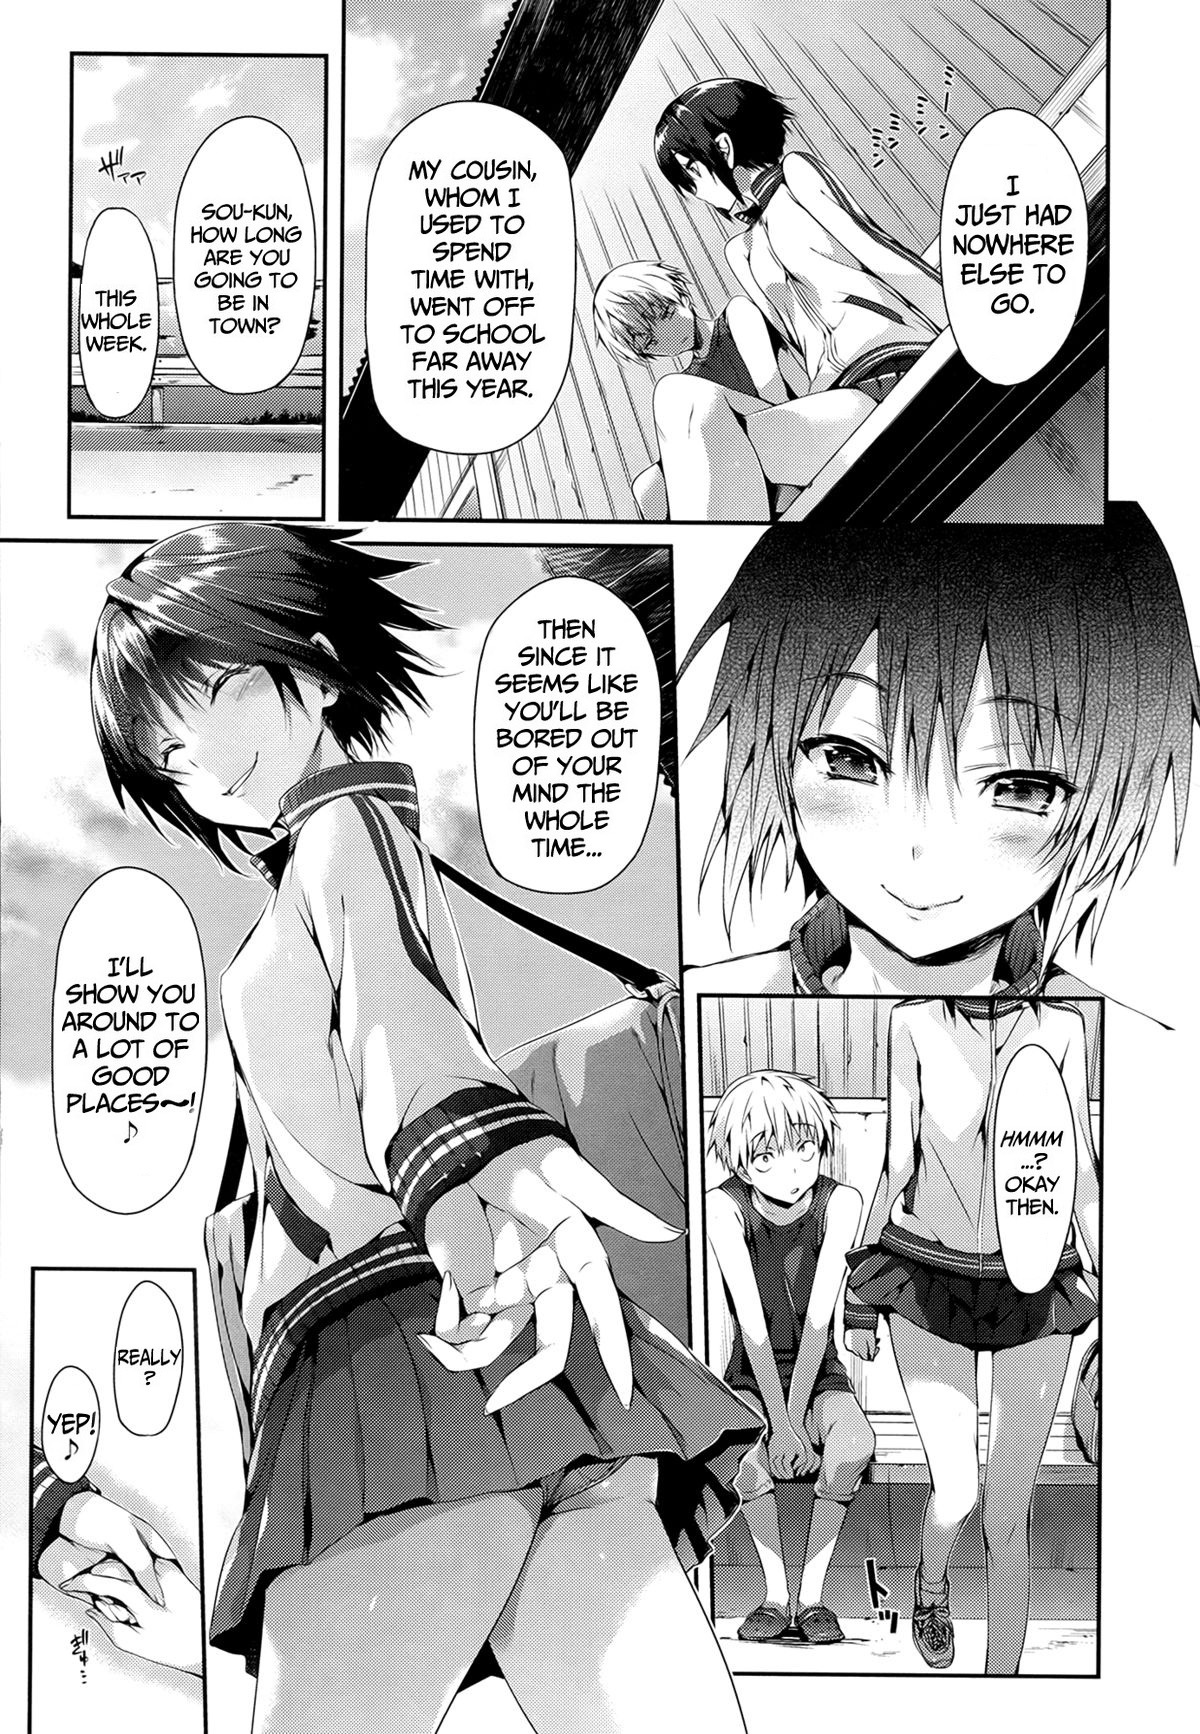 I
JUST HAD
NOWHERE
ELSE TO
GO.
MY COUSIN,
WHOM I
USED TO
SPEND
TIME WITH,
WENT OFF
TO SCHOOL
FAR AWAY
THIS YEAR.
SOU-KUN,
HOW LONG
ARE YOU
GOING TO
BE IN
TOWN?
THIS
WHOLE
WEEK.
HMMM
...?
OKAY
THEN.
THEN
SINCE IT
SEEMS LIKE
YOU'LL BE
BORED OUT
OF YOUR
MIND THE
WHOLE
TIME...
I'LL
SHOW YOU
AROUND TO
A LOT OF
GOOD
PLACES~!
♪
REALLY
?
YEP!
♪